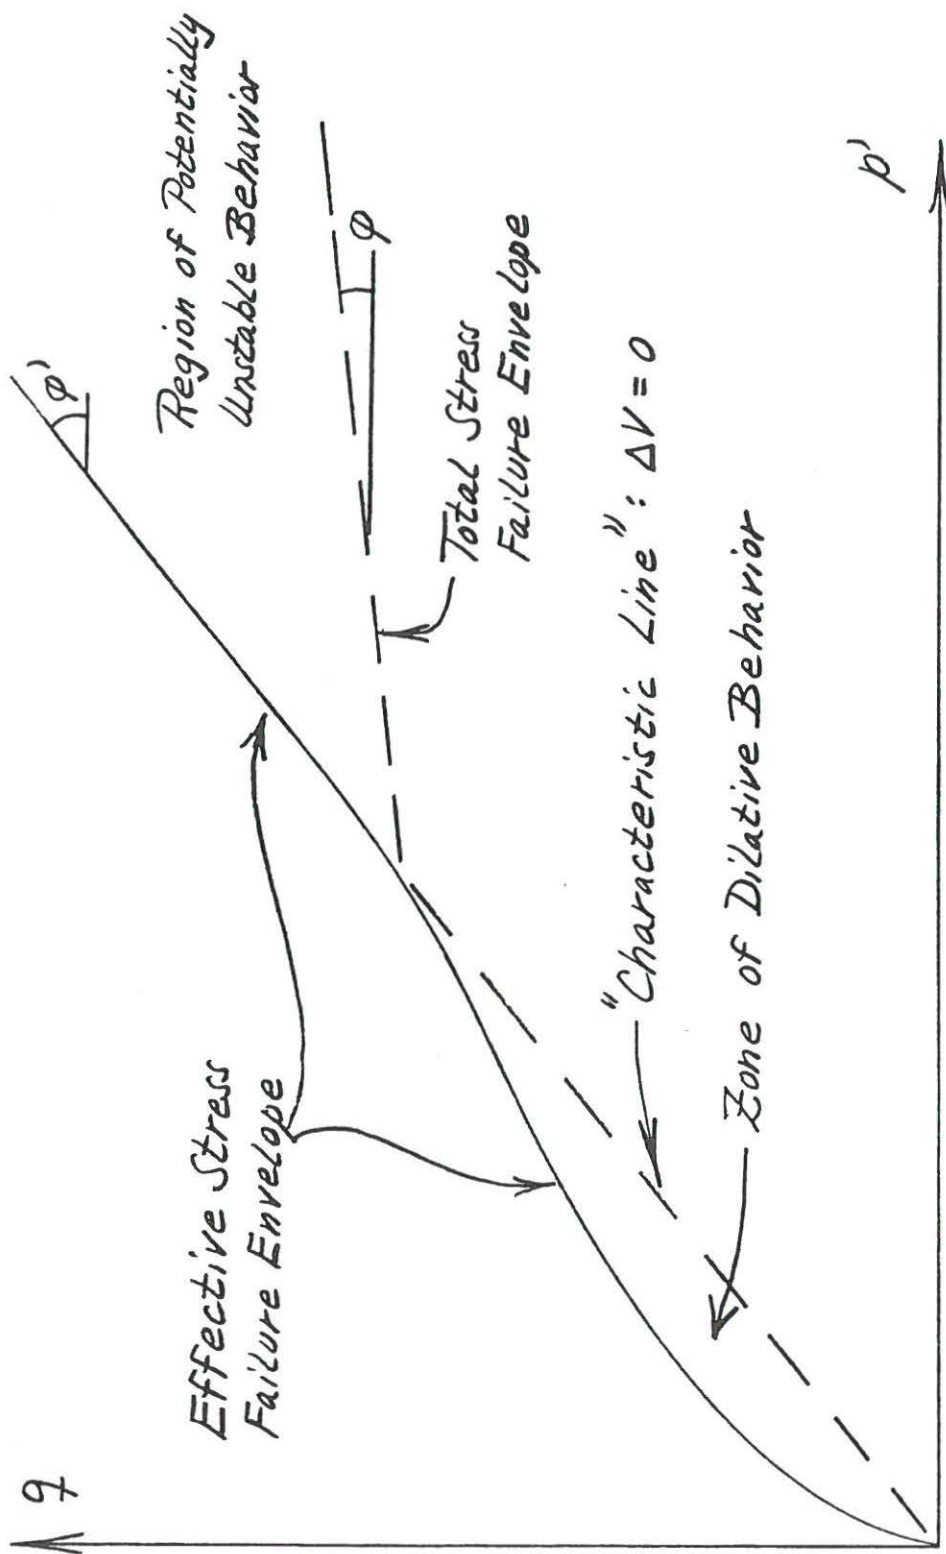 q
Effective Stress
Failure Envelope
φ'
Region of Potentially
Unstable Behavior
φ
Total Stress
Failure Envelope
"Characteristic Line": ΔV = 0
Zone of Dilative Behavior
p'